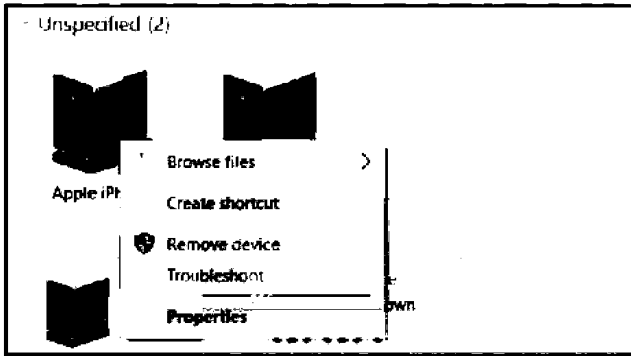 Unspecified (2)
Browse files
Apple iPh
Create shortcut
Remove device
Troubleshoot
Properties
own